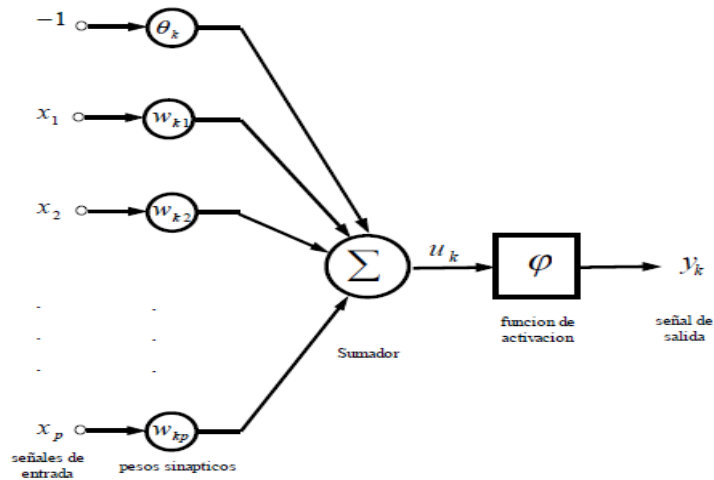 −1 θk
x1 wk1
x2 wk2
Σ uk φ yk
. .
. .
. .
funcion de
activacion
señal de
salida
Sumador
xp wkp
señales de
entrada
pesos sinapticos